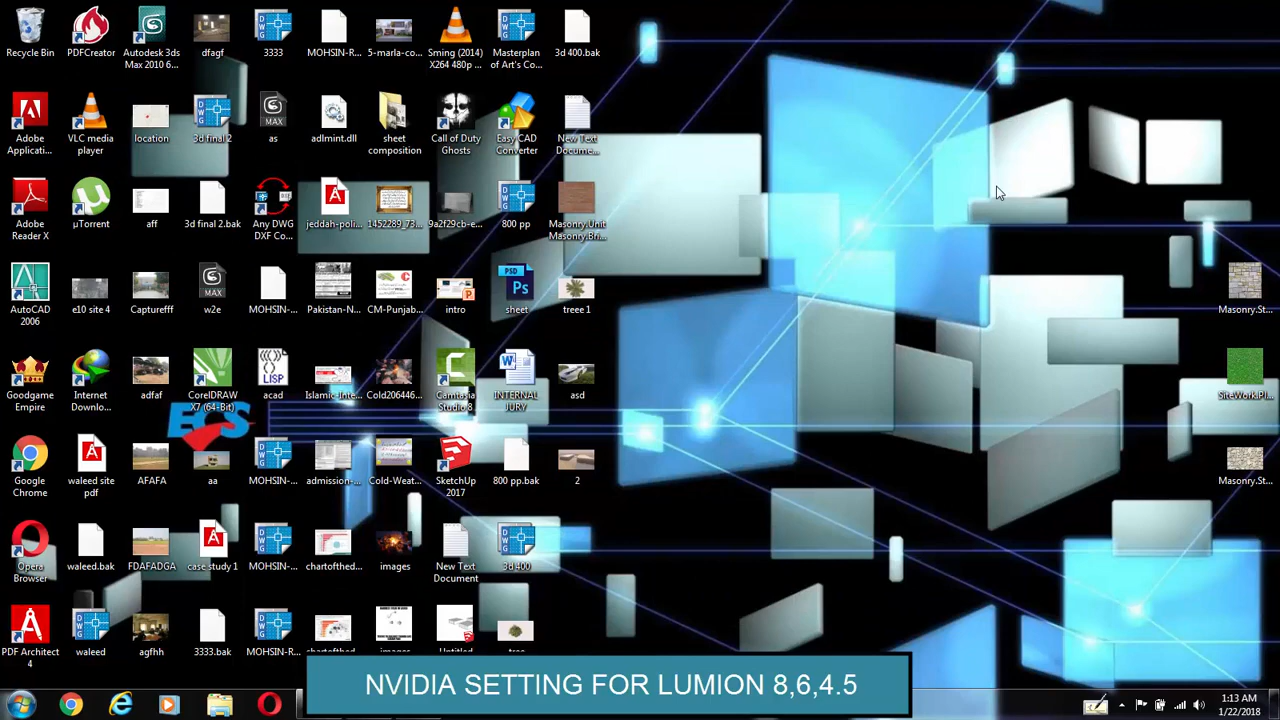 Recycle Bin
PDFCreator
Autodesk 3ds
Max 2010 6...
dfagf
3333
MOHSIN-R...
5-marla-co...
Sming (2014)
X264 480p ...
Masterplan
of Art's Co...
3d 400.bak
Adobe
Applicati...
VLC media
player
location
3d final 2
as
adlmint.dll
sheet
composition
Call of Duty
Ghosts
Easy CAD
Converter
New Text
Docume...
Adobe
Reader X
µTorrent
aff
3d final 2.bak
Any DWG
DXF Co...
jeddah-poli...
1452289_73...
9a2f29cb-e...
800 pp
Masonry.Unit
Masonry.Bri...
AutoCAD
2006
e10 site 4
Capturefff
w2e
MOHSIN-...
Pakistan-N...
CM-Punjab...
intro
sheet
treee 1
Masonry.St...
Goodgame
Empire
Internet
Downlo...
adfaf
CorelDRAW
X7 (64-Bit)
acad
Islamic-Inte...
Cold206446...
Camtasia
Studio 8
INTERNAL
JURY
asd
SiteWork.Pl...
ECS
Google
Chrome
waleed site
pdf
AFAFA
aa
MOHSIN-...
admission-...
Cold-Weat...
SketchUp
2017
800 pp.bak
2
Masonry.St...
Opera
Browser
waleed.bak
FDAFADGA
case study 1
MOHSIN-...
chartofthed...
images
New Text
Document
3d 400
PDF Architect
4
waleed
agfhh
3333.bak
MOHSIN-R...
chartofthed...
images
Untitled
tree
NVIDIA SETTING FOR LUMION 8,6,4.5
1:13 AM
1/22/2018